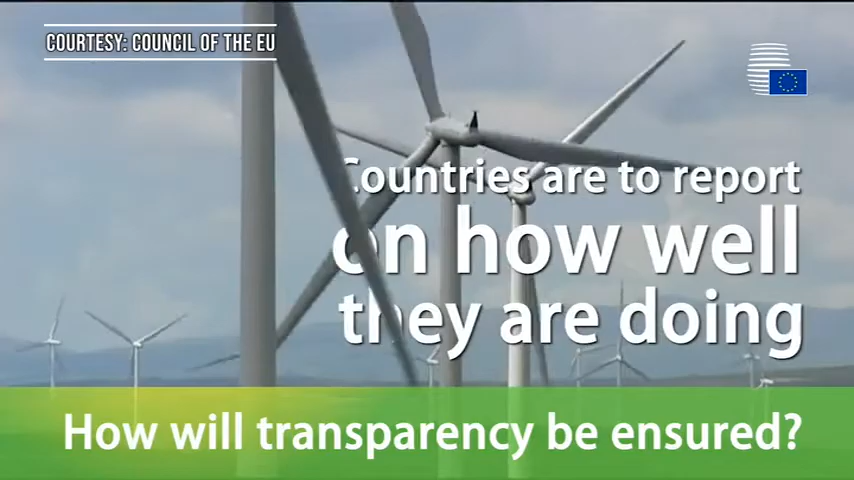 COURTESY: COUNCIL OF THE EU
Countries are to report
on how well
they are doing
How will transparency be ensured?